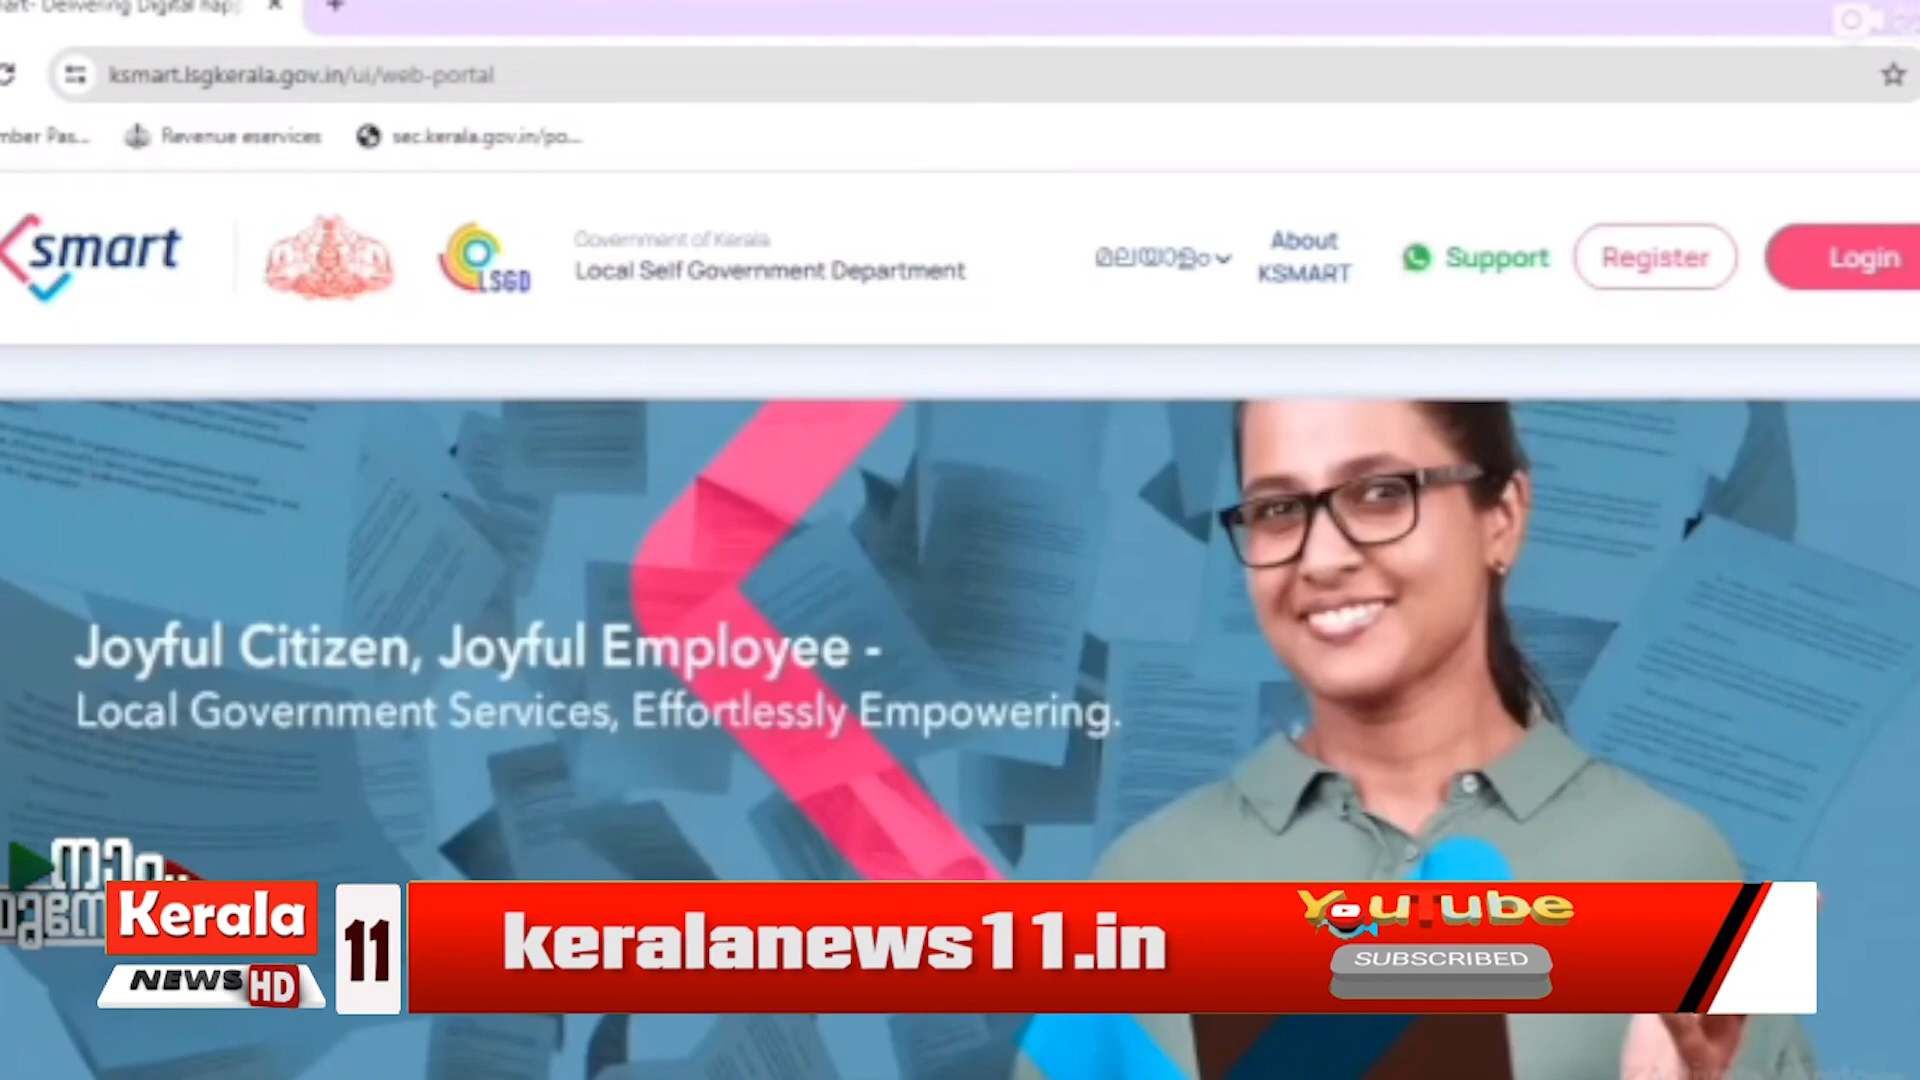 ksmart.lsgkerala.gov.in/ui/web-portal
Revenue eservices
sec.kerala.gov.in/po...
smart
LSGD
Government of Kerala
Local Self Government Department
മലയാളം
About
KSMART
Support
Register
Login
Joyful Citizen, Joyful Employee -
Local Government Services, Effortlessly Empowering.
Kerala
NEWS HD
11
keralanews11.in
YouTube
SUBSCRIBED